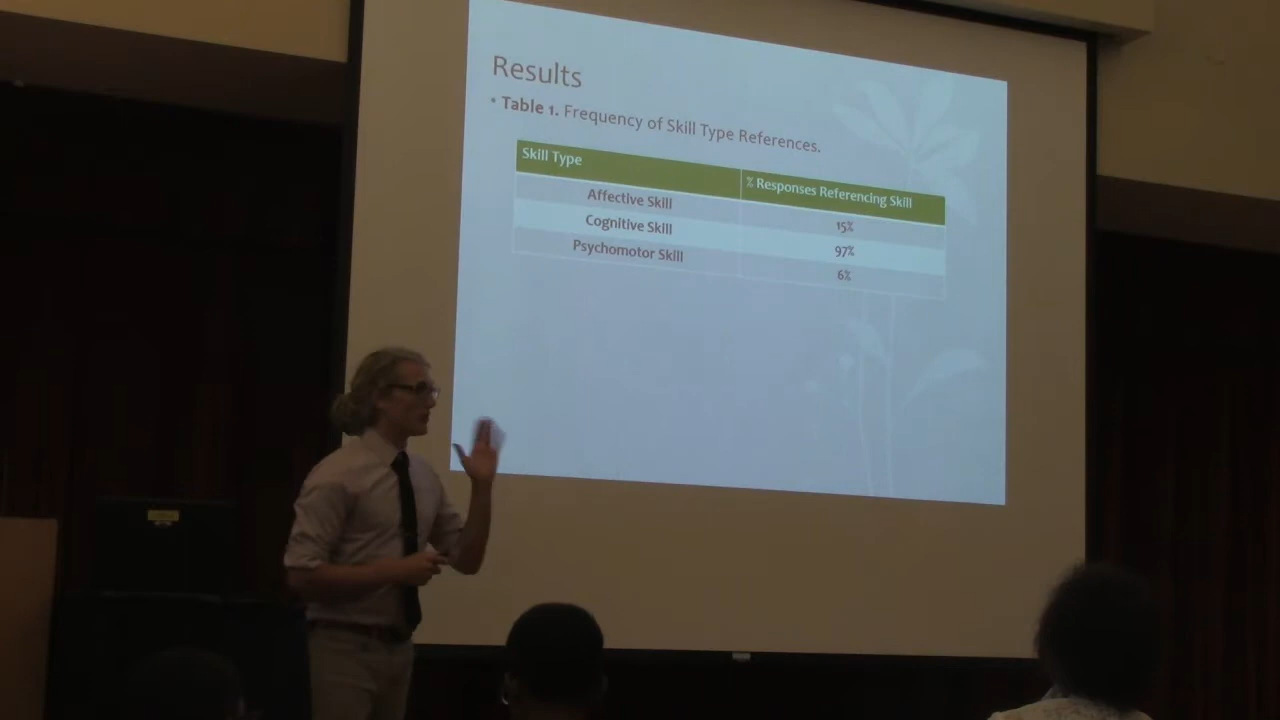 Results
• Table 1. Frequency of Skill Type References.
Skill Type % Responses Referencing Skill
Affective Skill 15%
Cognitive Skill 97%
Psychomotor Skill 6%